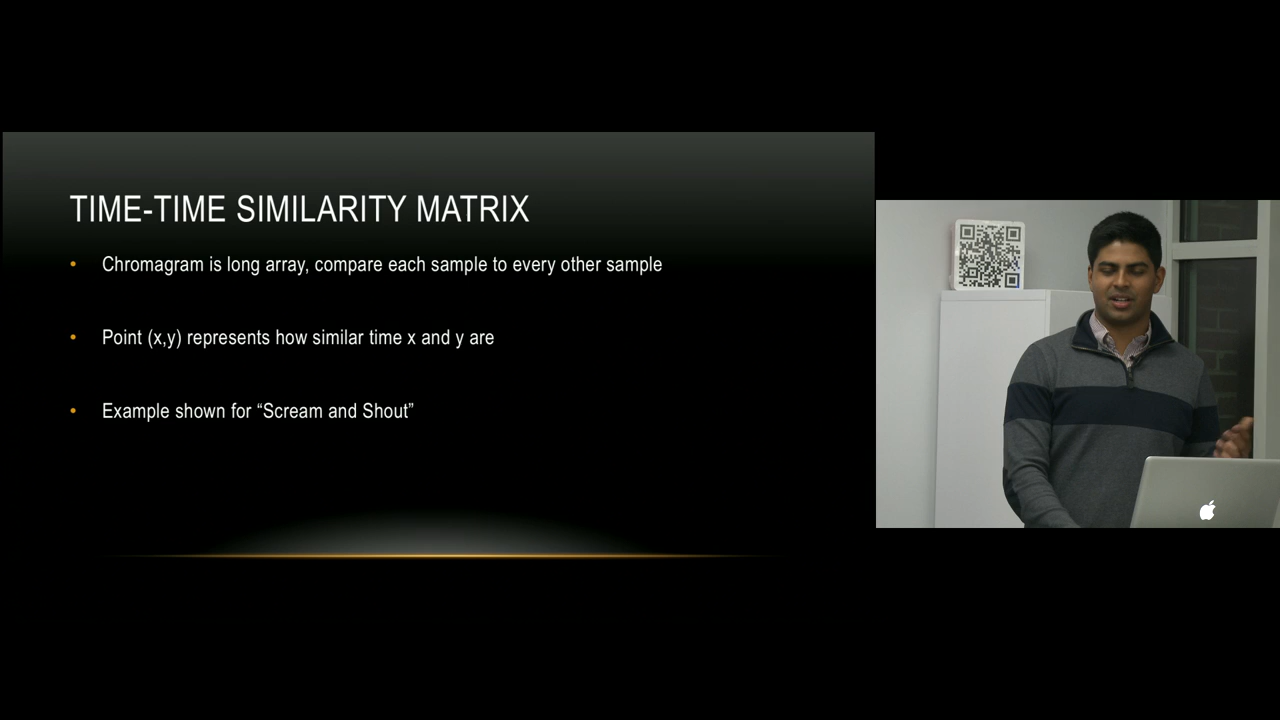 TIME-TIME SIMILARITY MATRIX
• Chromagram is long array, compare each sample to every other sample
• Point (x,y) represents how similar time x and y are
• Example shown for “Scream and Shout”